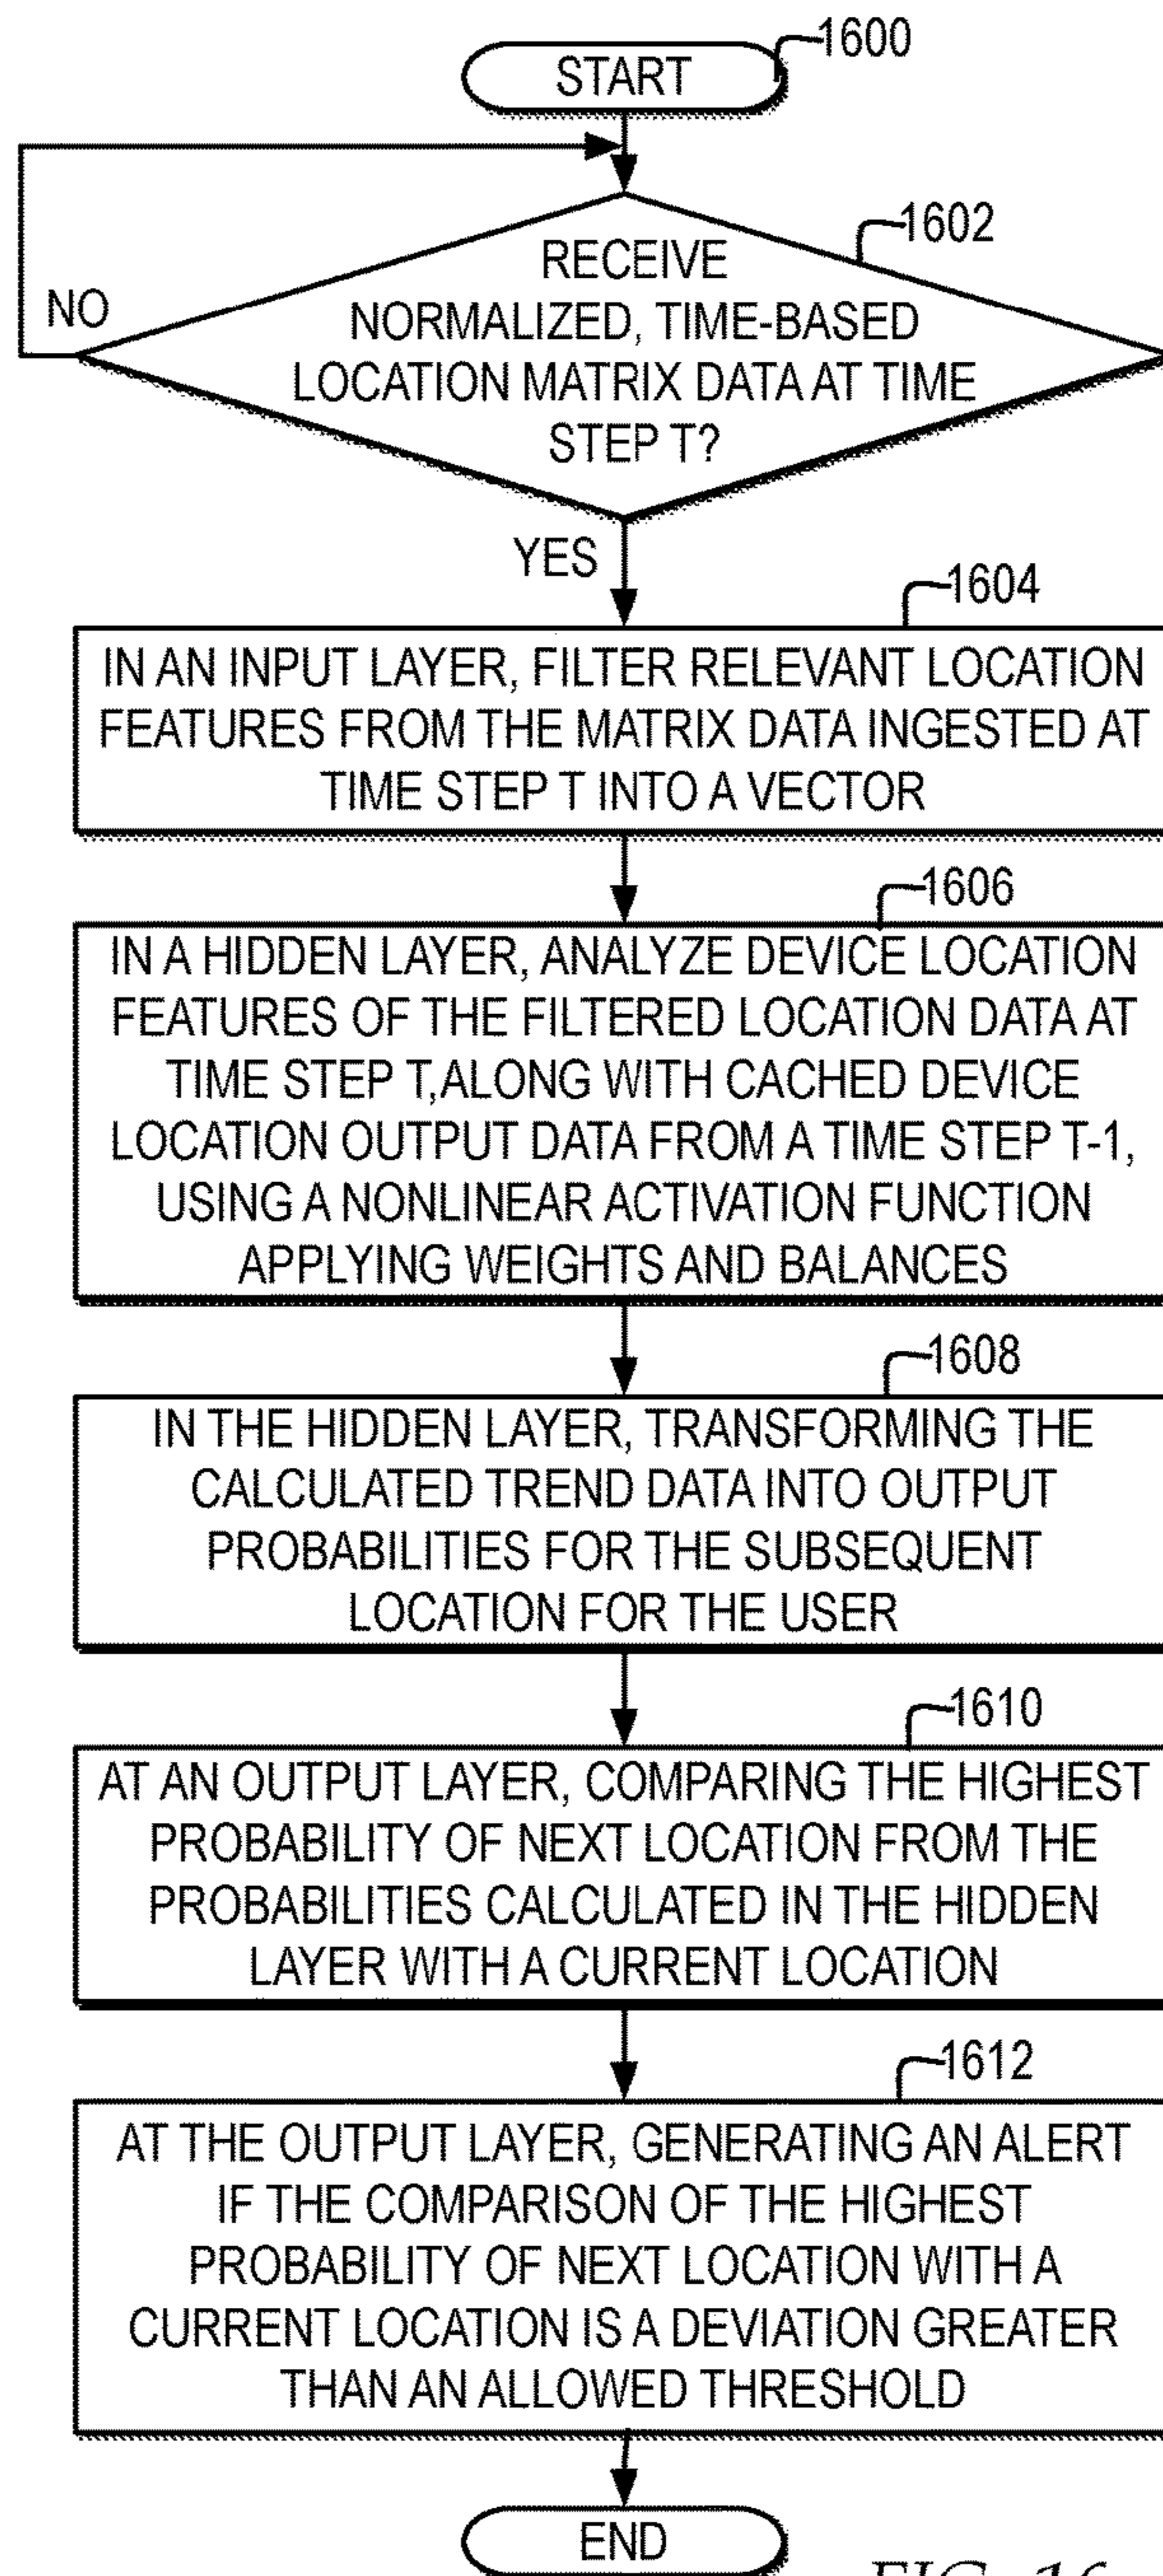 1600
START
1602
RECEIVE
NORMALIZED, TIME-BASED
LOCATION MATRIX DATA AT TIME
STEP T?
NO
YES
1604
IN AN INPUT LAYER, FILTER RELEVANT LOCATION
FEATURES FROM THE MATRIX DATA INGESTED AT
TIME STEP T INTO A VECTOR
1606
IN A HIDDEN LAYER, ANALYZE DEVICE LOCATION
FEATURES OF THE FILTERED LOCATION DATA AT
TIME STEP T, ALONG WITH CACHED DEVICE
LOCATION OUTPUT DATA FROM A TIME STEP T-1,
USING A NONLINEAR ACTIVATION FUNCTION
APPLYING WEIGHTS AND BALANCES
1608
IN THE HIDDEN LAYER, TRANSFORMING THE
CALCULATED TREND DATA INTO OUTPUT
PROBABILITIES FOR THE SUBSEQUENT
LOCATION FOR THE USER
1610
AT AN OUTPUT LAYER, COMPARING THE HIGHEST
PROBABILITY OF NEXT LOCATION FROM THE
PROBABILITIES CALCULATED IN THE HIDDEN
LAYER WITH A CURRENT LOCATION
1612
AT THE OUTPUT LAYER, GENERATING AN ALERT
IF THE COMPARISON OF THE HIGHEST
PROBABILITY OF NEXT LOCATION WITH A
CURRENT LOCATION IS A DEVIATION GREATER
THAN AN ALLOWED THRESHOLD
END
FIG. 16